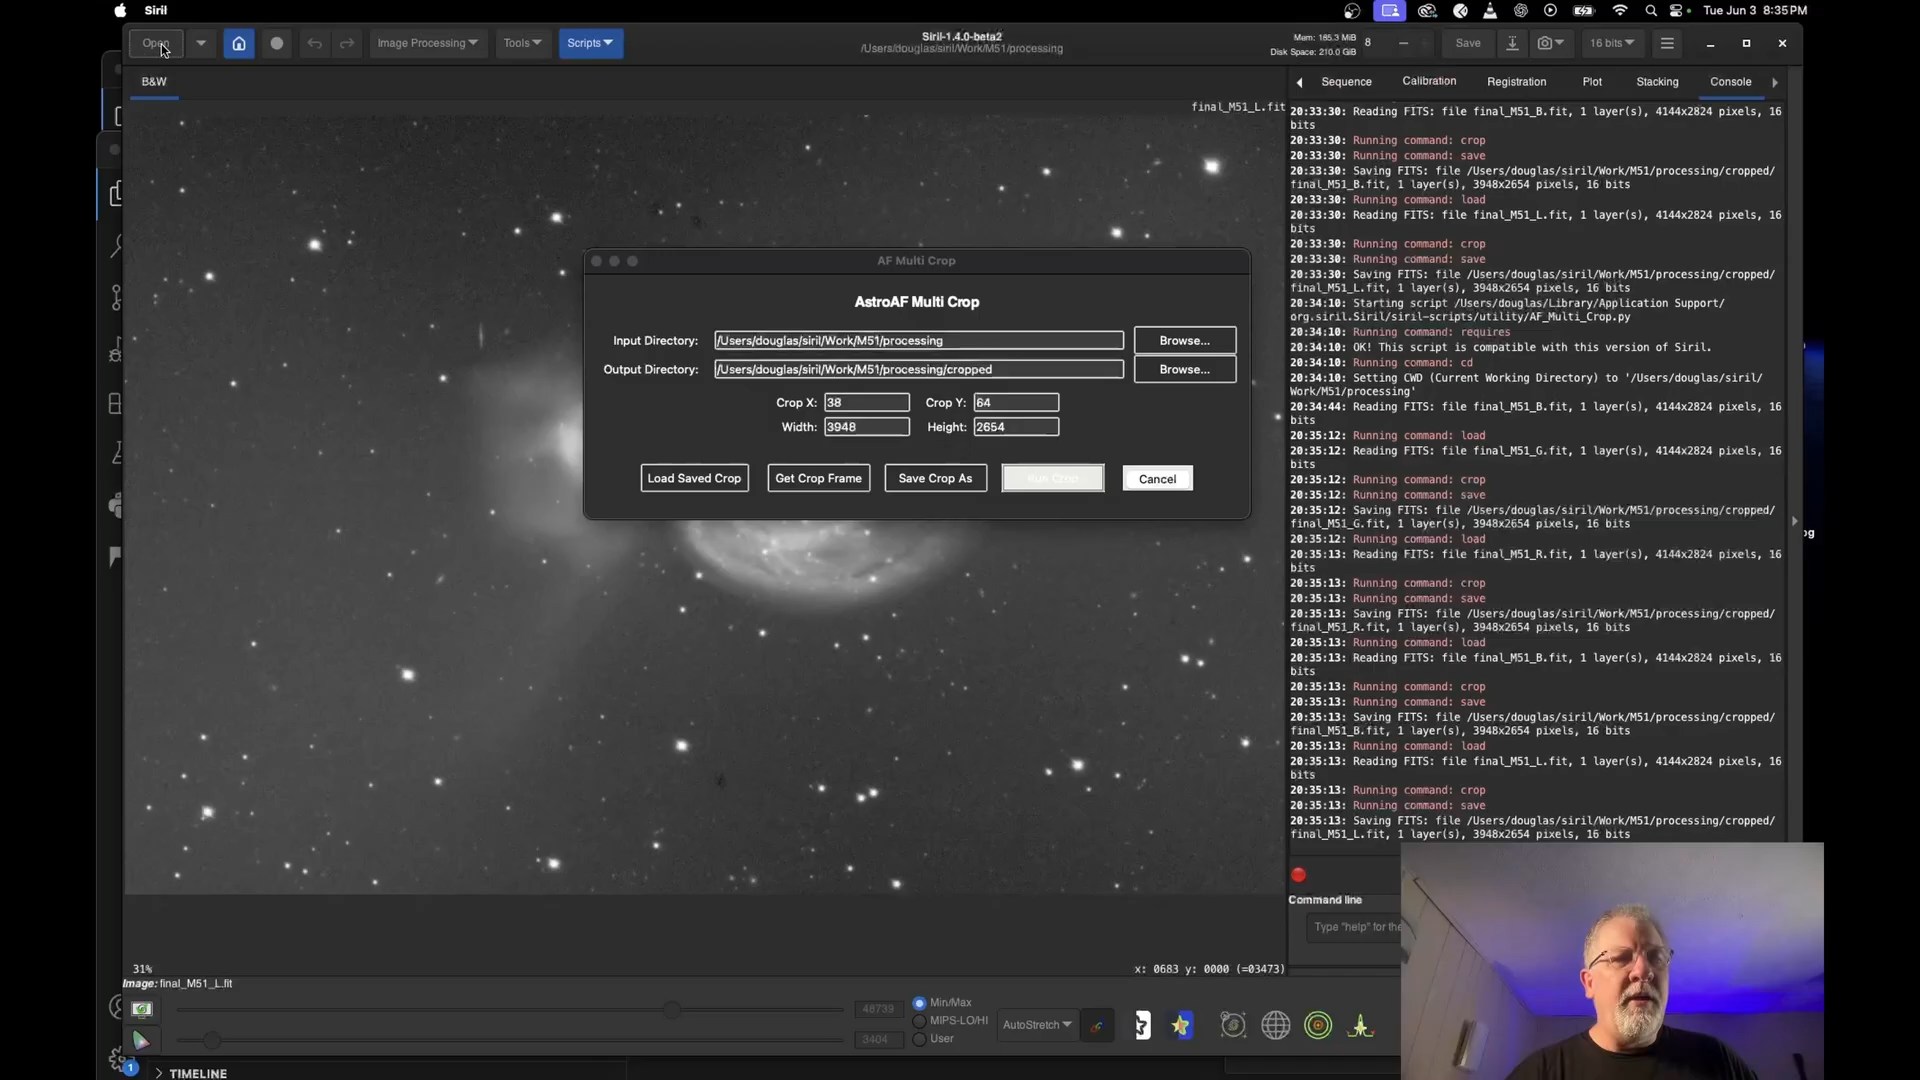 Siril
Tue Jun 3 8:35PM
Open
Image Processing
Tools
Scripts
Siril-1.4.0-beta2
/Users/douglas/siril/Work/M51/processing
Mem: 165.3 MiB
Disk Space: 210.0 GiB
8
Save
16 bits
B&W
final_M51_L.fit
Sequence
Calibration
Registration
Plot
Stacking
Console
AF Multi Crop
AstroAF Multi Crop
Input Directory: /Users/douglas/siril/Work/M51/processing Browse...
Output Directory: /Users/douglas/siril/Work/M51/processing/cropped Browse...
Crop X: 38 Crop Y: 64
Width: 3948 Height: 2654
Load Saved Crop
Get Crop Frame
Save Crop As
Run Crop
Cancel
20:33:30: Reading FITS: file final_M51_B.fit, 1 layer(s), 4144x2824 pixels, 16
bits
20:33:30: Running command: crop
20:33:30: Running command: save
20:33:30: Saving FITS: file /Users/douglas/siril/Work/M51/processing/cropped/
final_M51_B.fit, 1 layer(s), 3948x2654 pixels, 16 bits
20:33:30: Running command: load
20:33:30: Reading FITS: file final_M51_L.fit, 1 layer(s), 4144x2824 pixels, 16
bits
20:33:30: Running command: crop
20:33:30: Running command: save
20:33:30: Saving FITS: file /Users/douglas/siril/Work/M51/processing/cropped/
final_M51_L.fit, 1 layer(s), 3948x2654 pixels, 16 bits
20:34:10: Starting script /Users/douglas/Library/Application Support/
org.siril.Siril/siril-scripts/utility/AF_Multi_Crop.py
20:34:10: Running command: requires
20:34:10: OK! This script is compatible with this version of Siril.
20:34:10: Running command: cd
20:34:10: Setting CWD (Current Working Directory) to '/Users/douglas/siril/
Work/M51/processing'
20:34:44: Reading FITS: file final_M51_B.fit, 1 layer(s), 4144x2824 pixels, 16
bits
20:35:12: Running command: load
20:35:12: Reading FITS: file final_M51_G.fit, 1 layer(s), 4144x2824 pixels, 16
bits
20:35:12: Running command: crop
20:35:12: Running command: save
20:35:12: Saving FITS: file /Users/douglas/siril/Work/M51/processing/cropped/
final_M51_G.fit, 1 layer(s), 3948x2654 pixels, 16 bits
20:35:12: Running command: load
20:35:13: Reading FITS: file final_M51_R.fit, 1 layer(s), 4144x2824 pixels, 16
bits
20:35:13: Running command: crop
20:35:13: Running command: save
20:35:13: Saving FITS: file /Users/douglas/siril/Work/M51/processing/cropped/
final_M51_R.fit, 1 layer(s), 3948x2654 pixels, 16 bits
20:35:13: Running command: load
20:35:13: Reading FITS: file final_M51_B.fit, 1 layer(s), 4144x2824 pixels, 16
bits
20:35:13: Running command: crop
20:35:13: Running command: save
20:35:13: Saving FITS: file /Users/douglas/siril/Work/M51/processing/cropped/
final_M51_B.fit, 1 layer(s), 3948x2654 pixels, 16 bits
20:35:13: Running command: load
20:35:13: Reading FITS: file final_M51_L.fit, 1 layer(s), 4144x2824 pixels, 16
bits
20:35:13: Running command: crop
20:35:13: Running command: save
20:35:13: Saving FITS: file /Users/douglas/siril/Work/M51/processing/cropped/
final_M51_L.fit, 1 layer(s), 3948x2654 pixels, 16 bits
og
Command line
Type "help" for the
31%
x: 0683 y: 0000 (=03473)
Image: final_M51_L.fit
48739
3404
Min/Max
MIPS-LO/HI
User
AutoStretch
1
TIMELINE